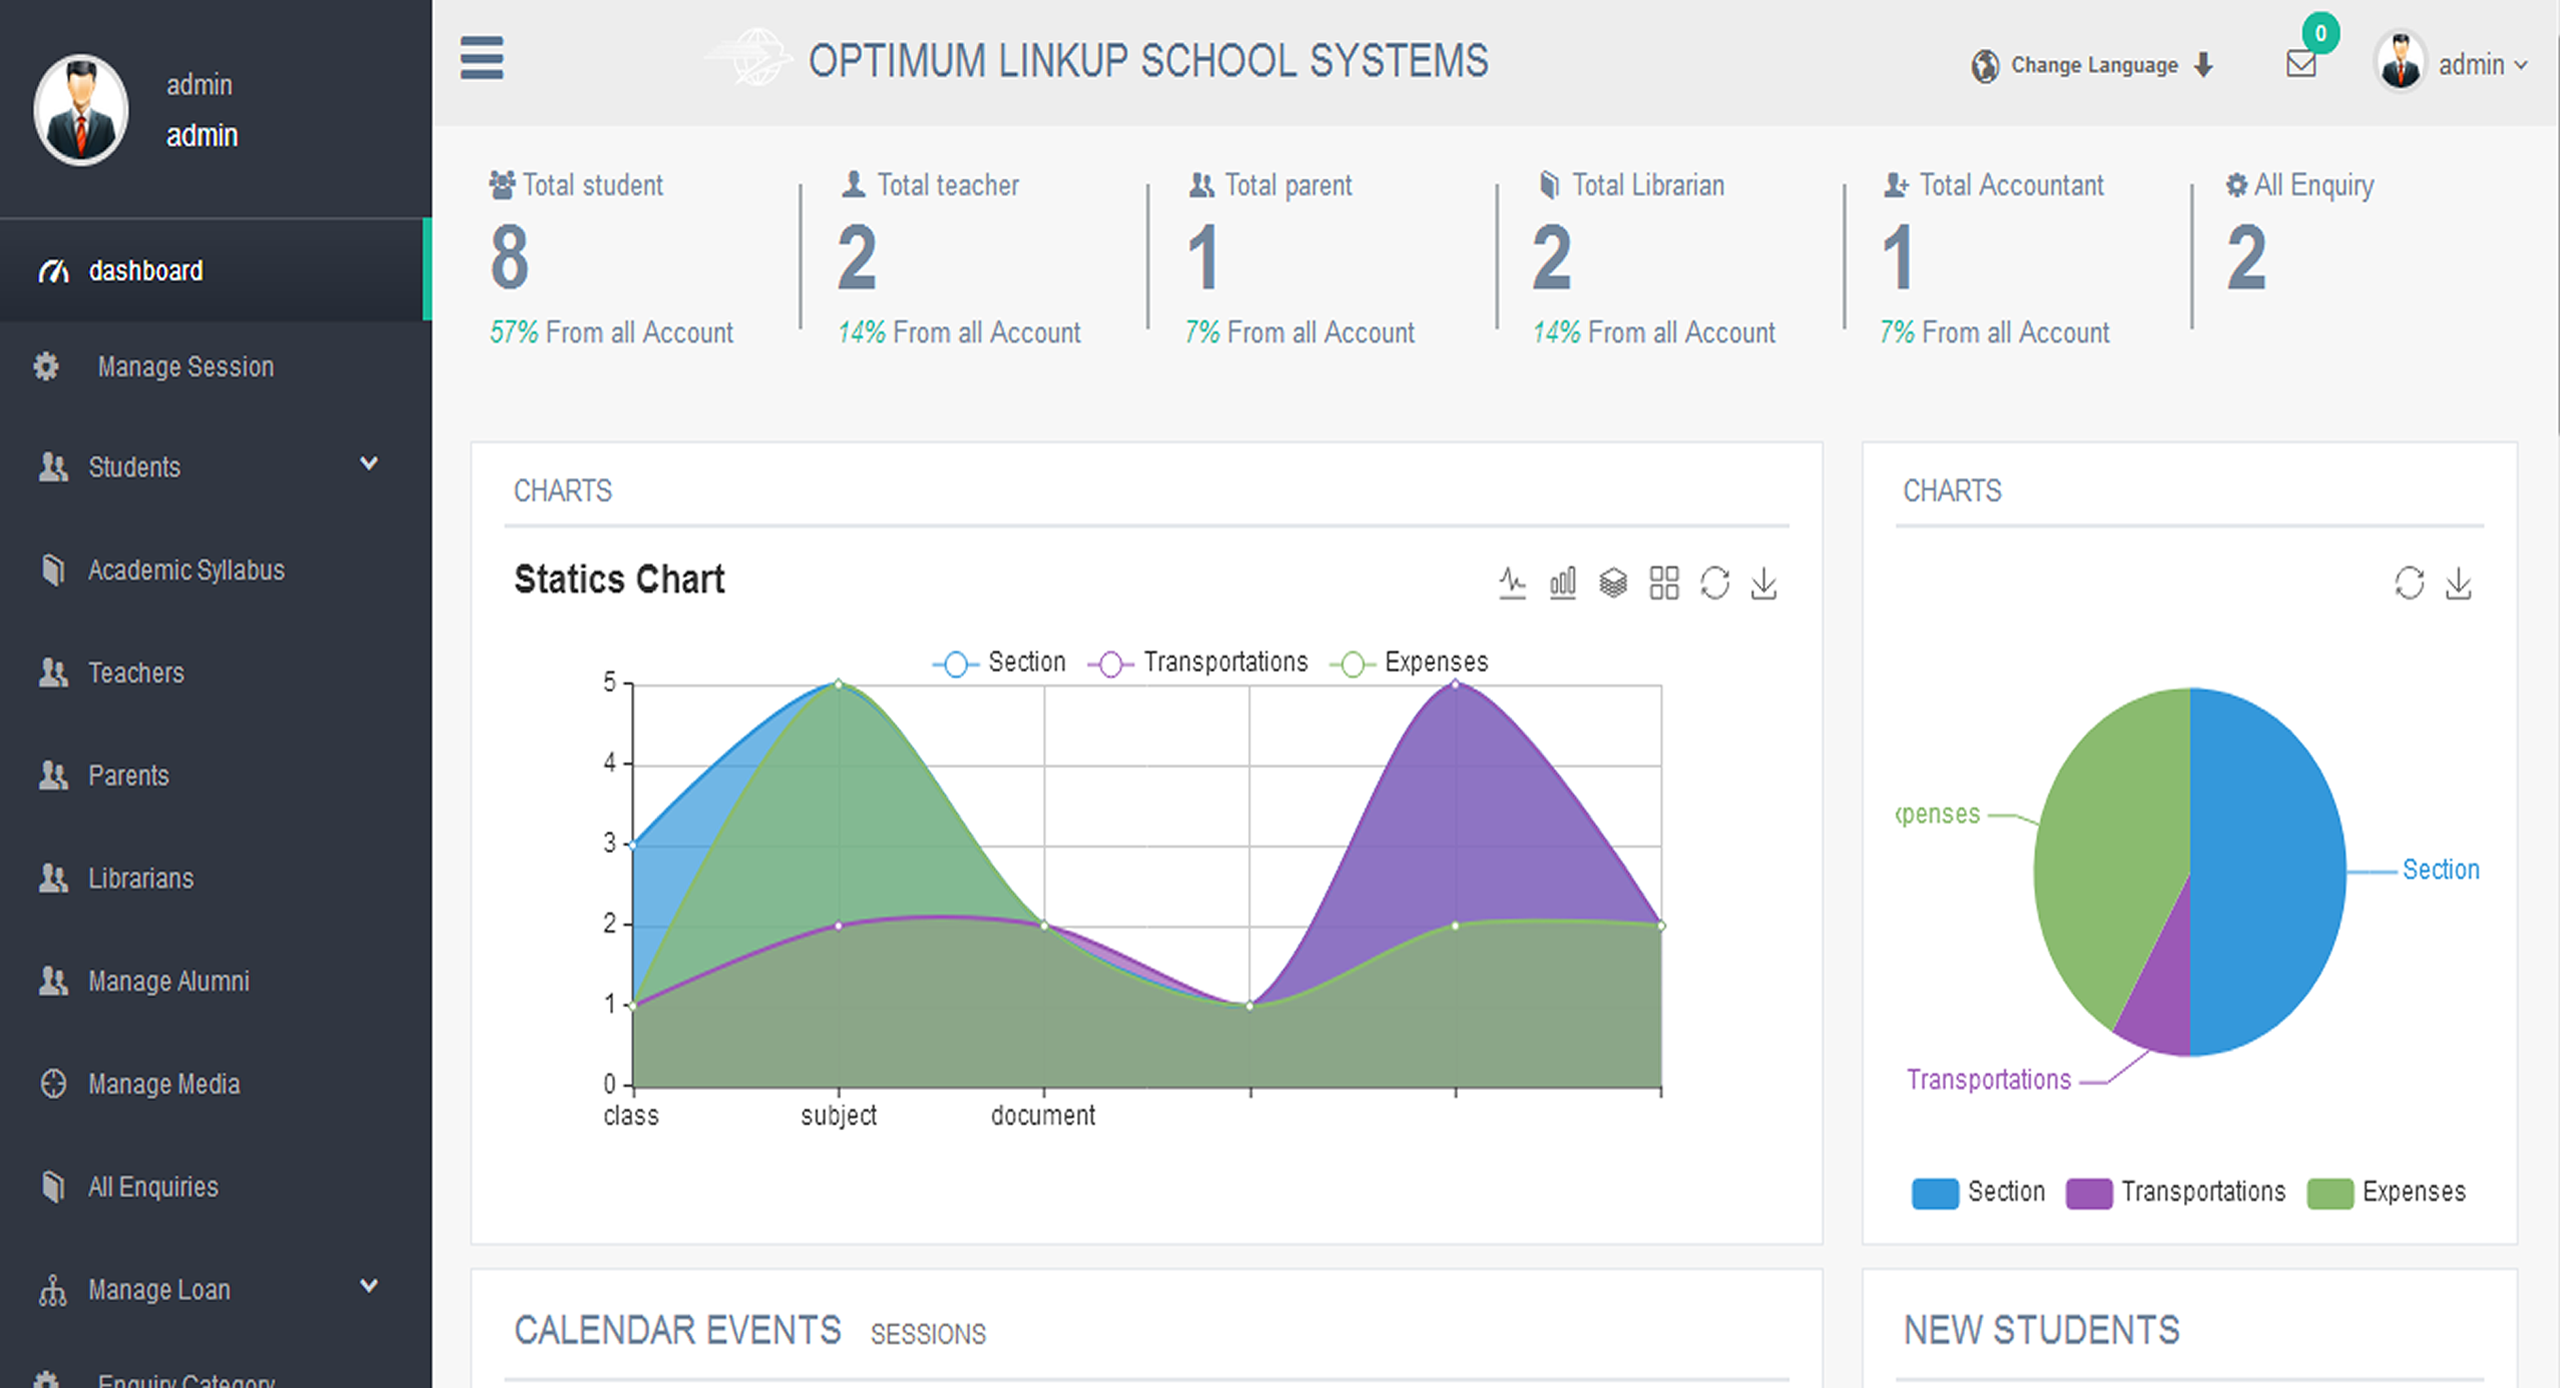 admin
admin
dashboard
Manage Session
Students
Academic Syllabus
Teachers
Parents
Librarians
Manage Alumni
Manage Media
All Enquiries
Manage Loan
Enquiry Category
OPTIMUM LINKUP SCHOOL SYSTEMS
Change Language
0
admin
Total student
8
57% From all Account
Total teacher
2
14% From all Account
Total parent
1
7% From all Account
Total Librarian
2
14% From all Account
Total Accountant
1
7% From all Account
All Enquiry
2
CHARTS
Statics Chart
Section Transportations Expenses
5
4
3
2
1
0
class subject document
CHARTS
xpenses
Section
Transportations
Section Transportations Expenses
CALENDAR EVENTS SESSIONS
NEW STUDENTS